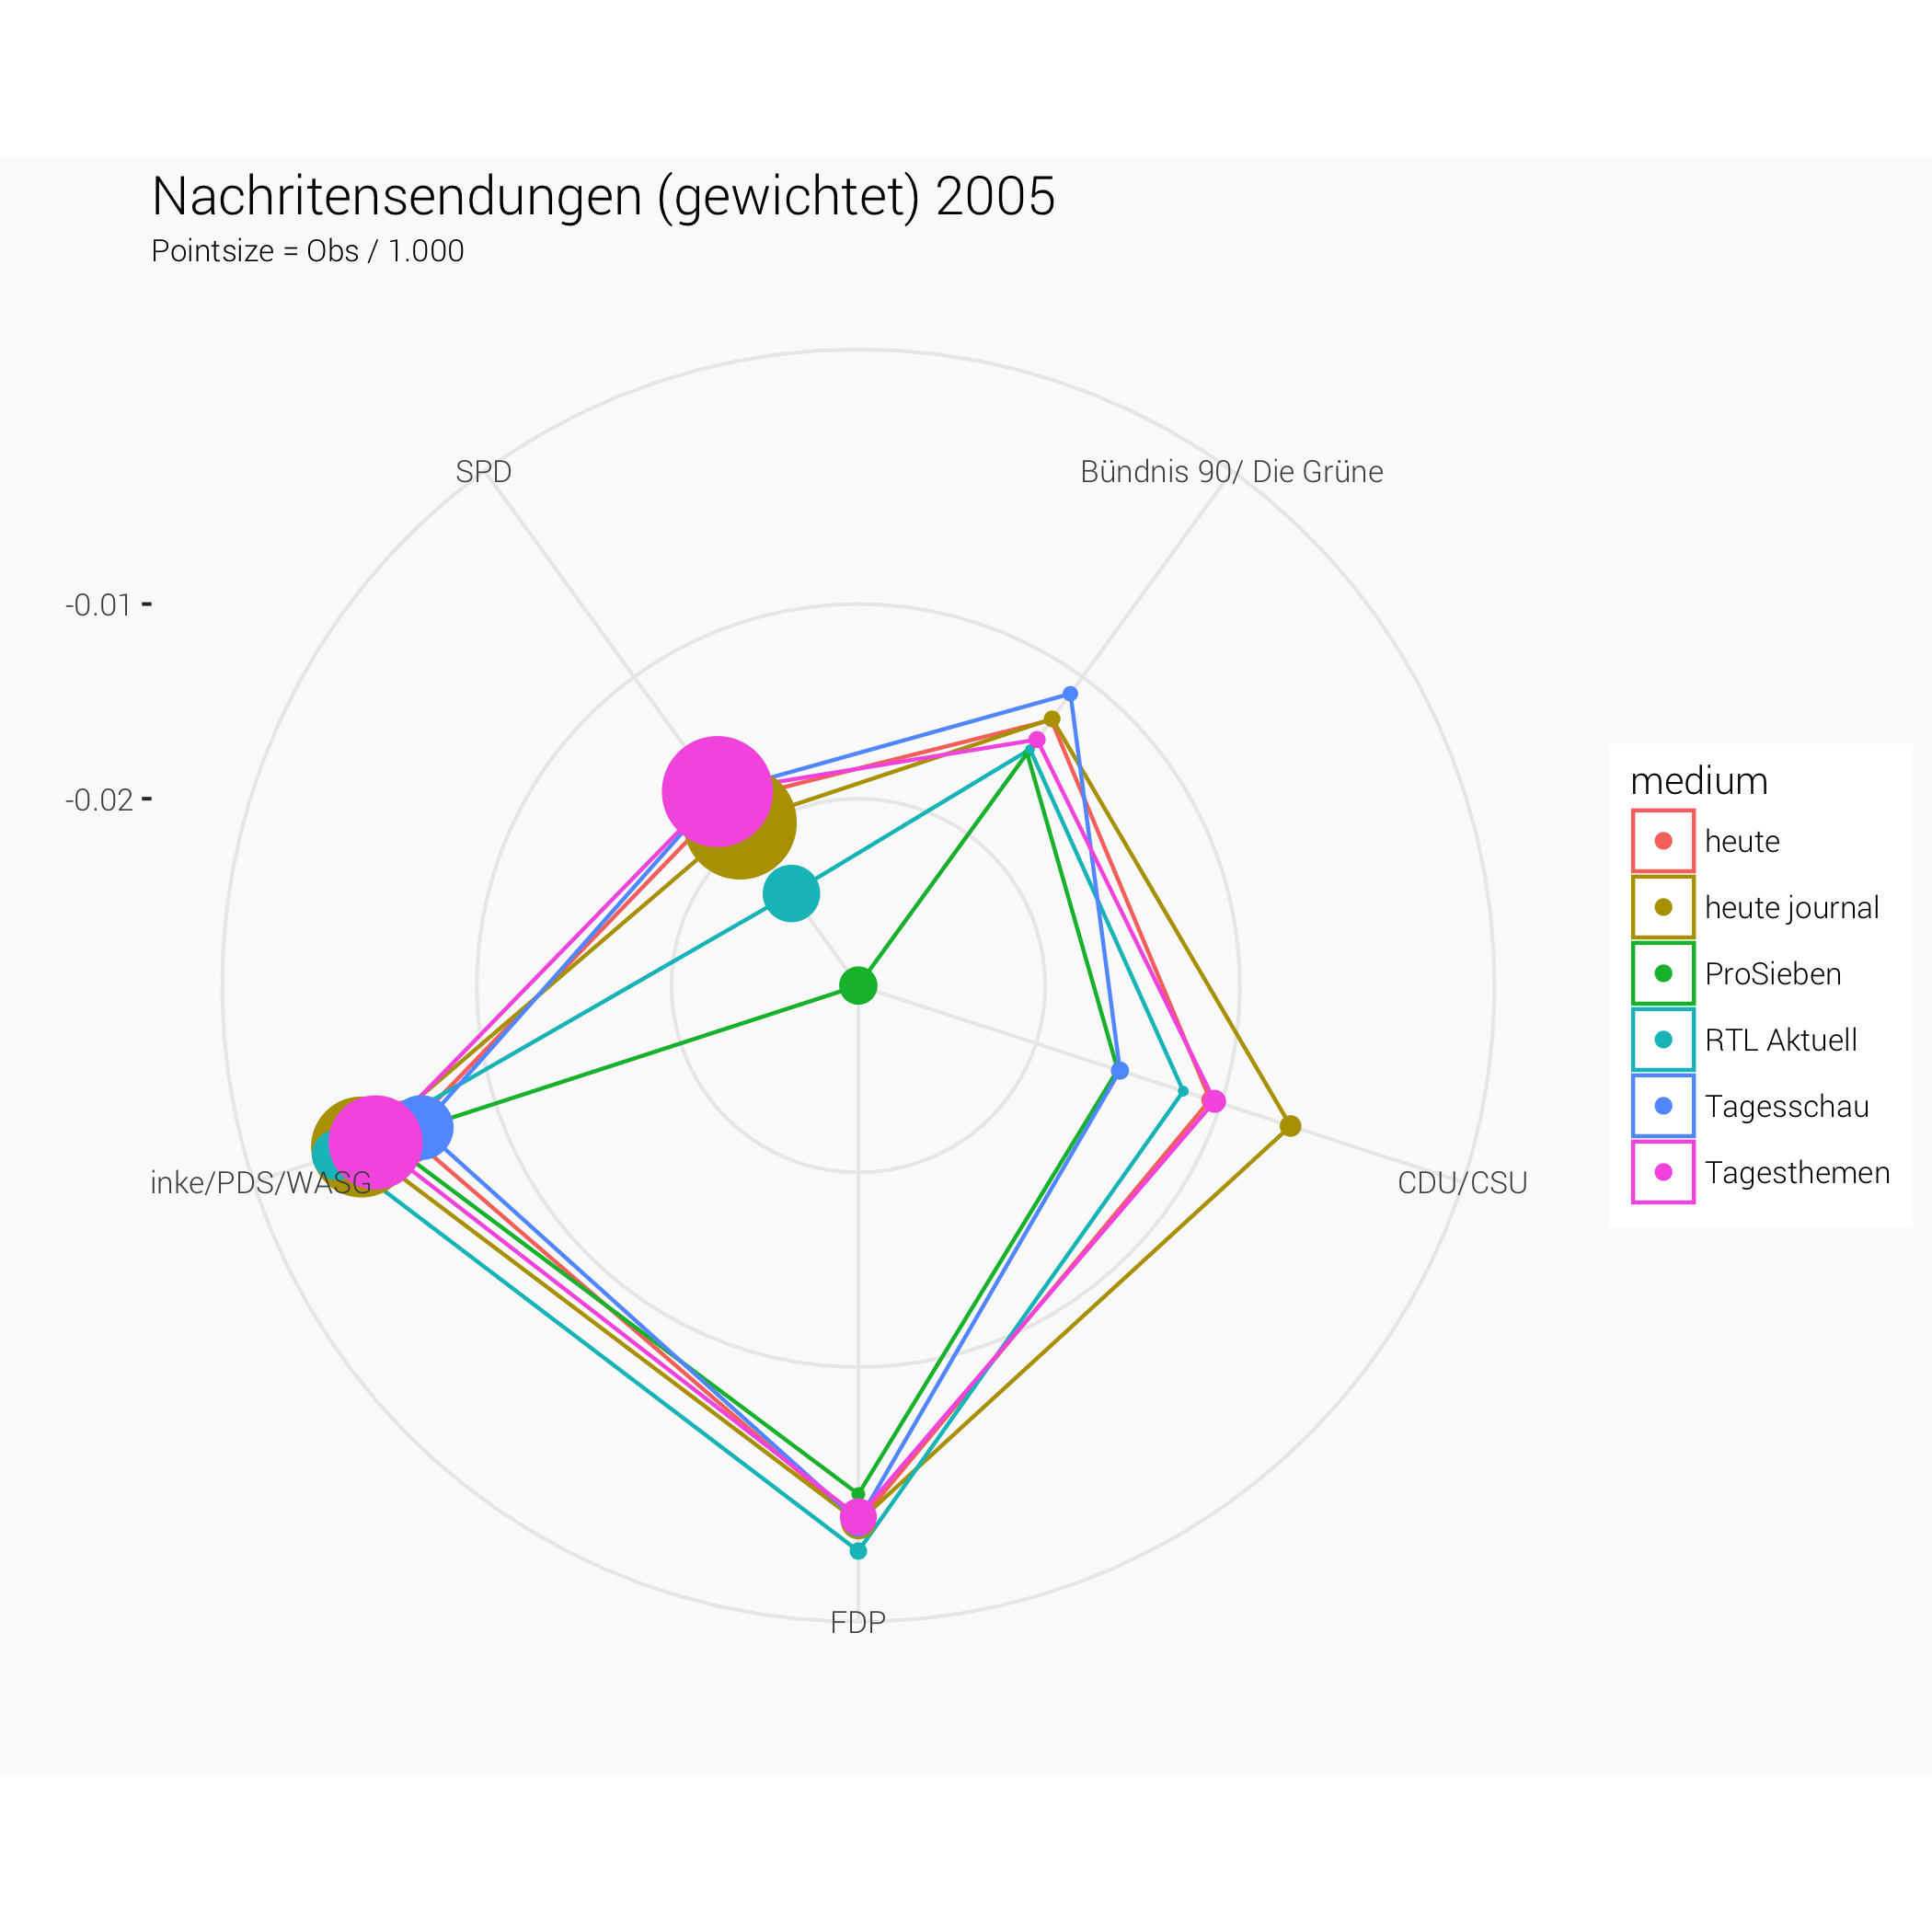 Nachritensendungen (gewichtet) 2005
Pointsize = Obs / 1.000
SPD
Bündnis 90/ Die Grüne
-0.01
-0.02
medium
heute
heute journal
ProSieben
RTL Aktuell
Tagesschau
Tagesthemen
inke/PDS/WASG
CDU/CSU
FDP